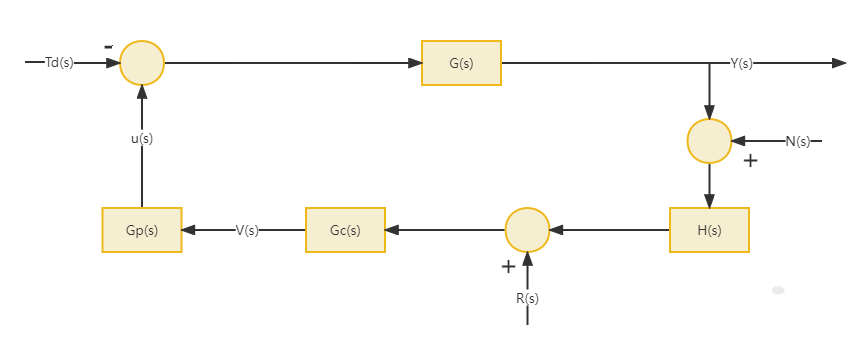 -
Td(s)
G(s)
Y(s)
u(s)
N(s)
+
Gp(s)
V(s)
Gc(s)
H(s)
+
R(s)